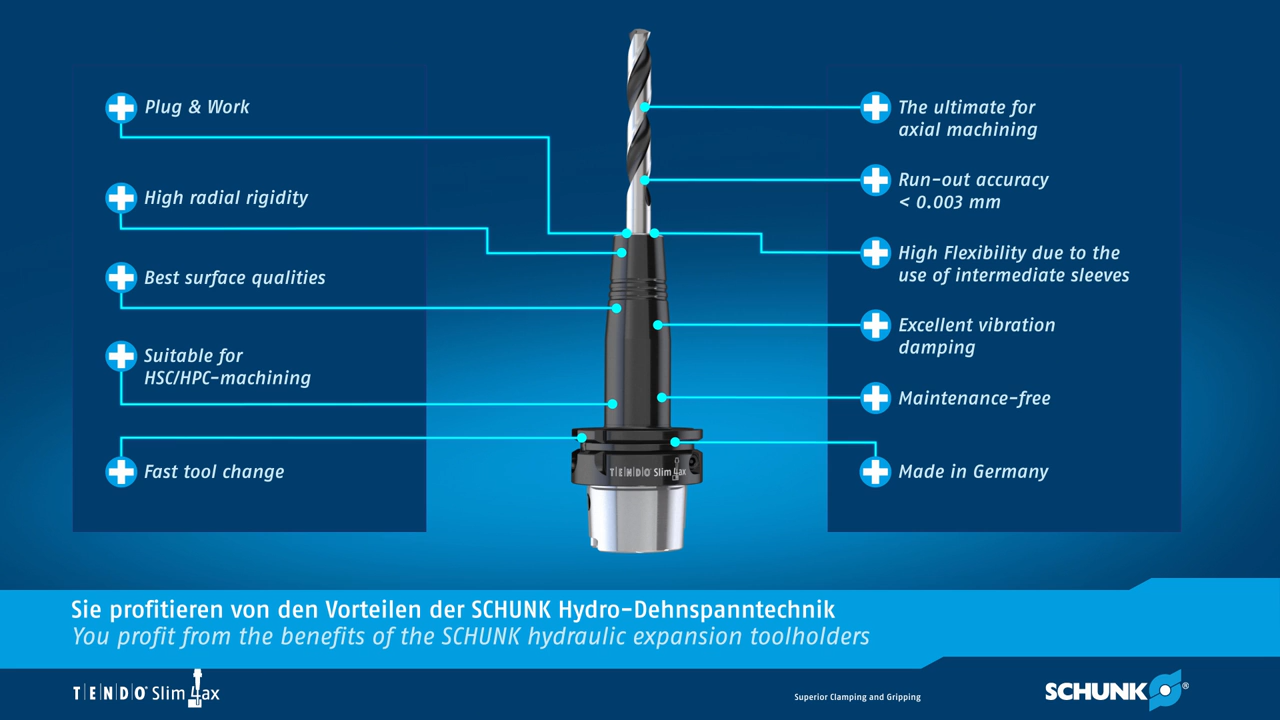 Plug & Work
High radial rigidity
Best surface qualities
Suitable for
HSC/HPC-machining
Fast tool change
The ultimate for
axial machining
Run-out accuracy
< 0.003 mm
High Flexibility due to the
use of intermediate sleeves
Excellent vibration
damping
Maintenance-free
Made in Germany
TENDO® Slim 4ax
Sie profitieren von den Vorteilen der SCHUNK Hydro-Dehnspanntechnik
You profit from the benefits of the SCHUNK hydraulic expansion toolholders
TENDO® Slim 4ax
Superior Clamping and Gripping
SCHUNK ®